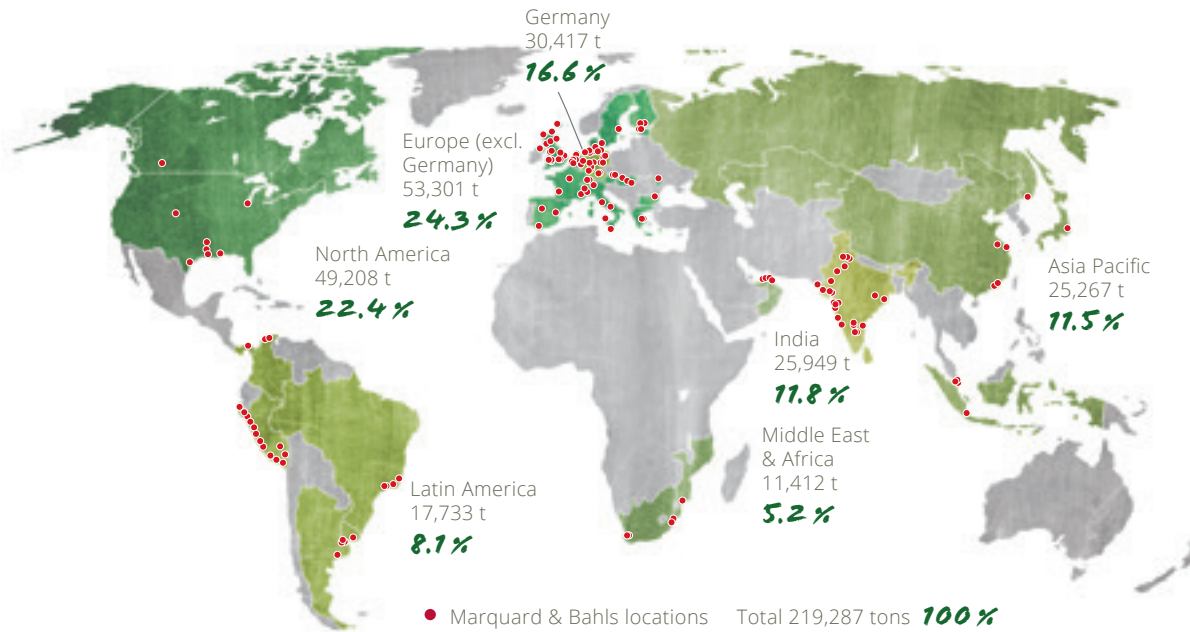 Germany
30,417 t
16.6 %
Europe (excl.
Germany)
53,301 t
24.3 %
North America
49,208 t
22.4 %
Asia Pacific
25,267 t
11.5 %
India
25,949 t
11.8 %
Middle East
& Africa
11,412 t
5.2 %
Latin America
17,733 t
8.1 %
Marquard & Bahls locations Total 219,287 tons 100 %